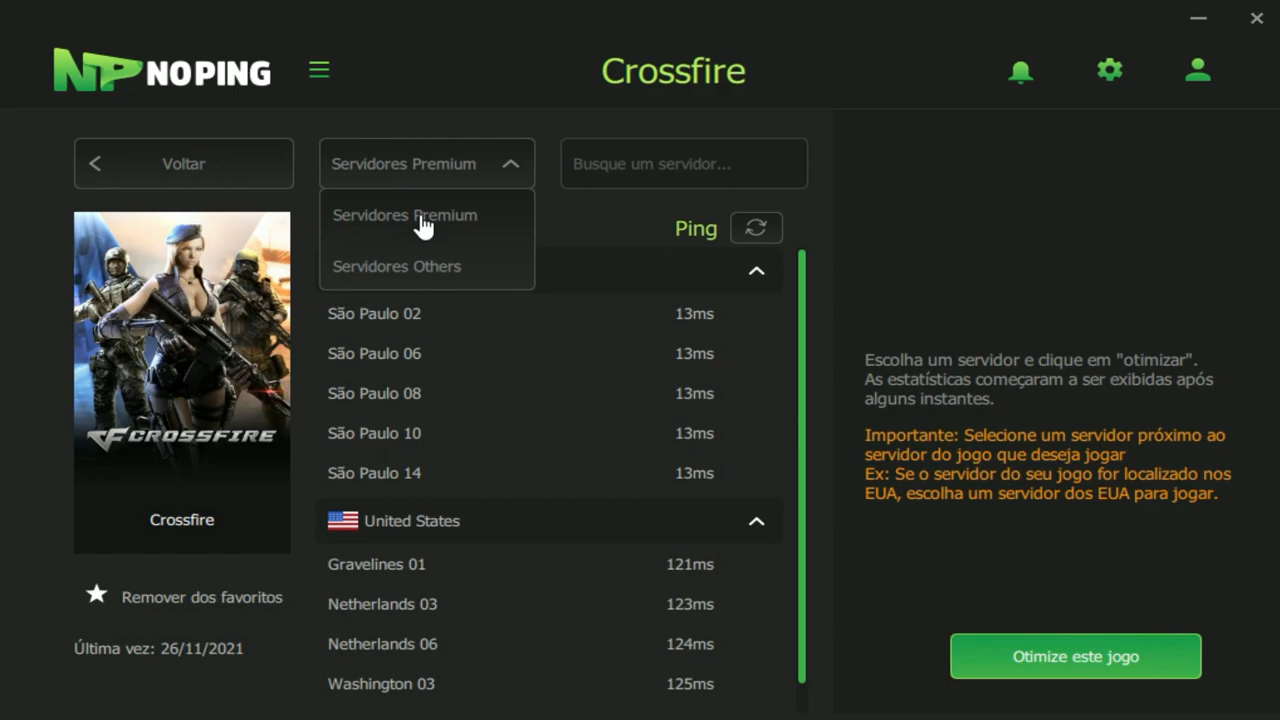 NP NOPING
Crossfire
Voltar
Servidores Premium
Busque um servidor...
Servidores Premium
Servidores Others
Ping
São Paulo 02 13ms
São Paulo 06 13ms
São Paulo 08 13ms
São Paulo 10 13ms
São Paulo 14 13ms
United States
Gravelines 01 121ms
Netherlands 03 123ms
Netherlands 06 124ms
Washington 03 125ms
CF CROSSFIRE
Crossfire
Remover dos favoritos
Última vez: 26/11/2021
Escolha um servidor e clique em "otimizar".
As estatísticas começaram a ser exibidas após
alguns instantes.
Importante: Selecione um servidor próximo ao
servidor do jogo que deseja jogar
Ex: Se o servidor do seu jogo for localizado nos
EUA, escolha um servidor dos EUA para jogar.
Otimize este jogo